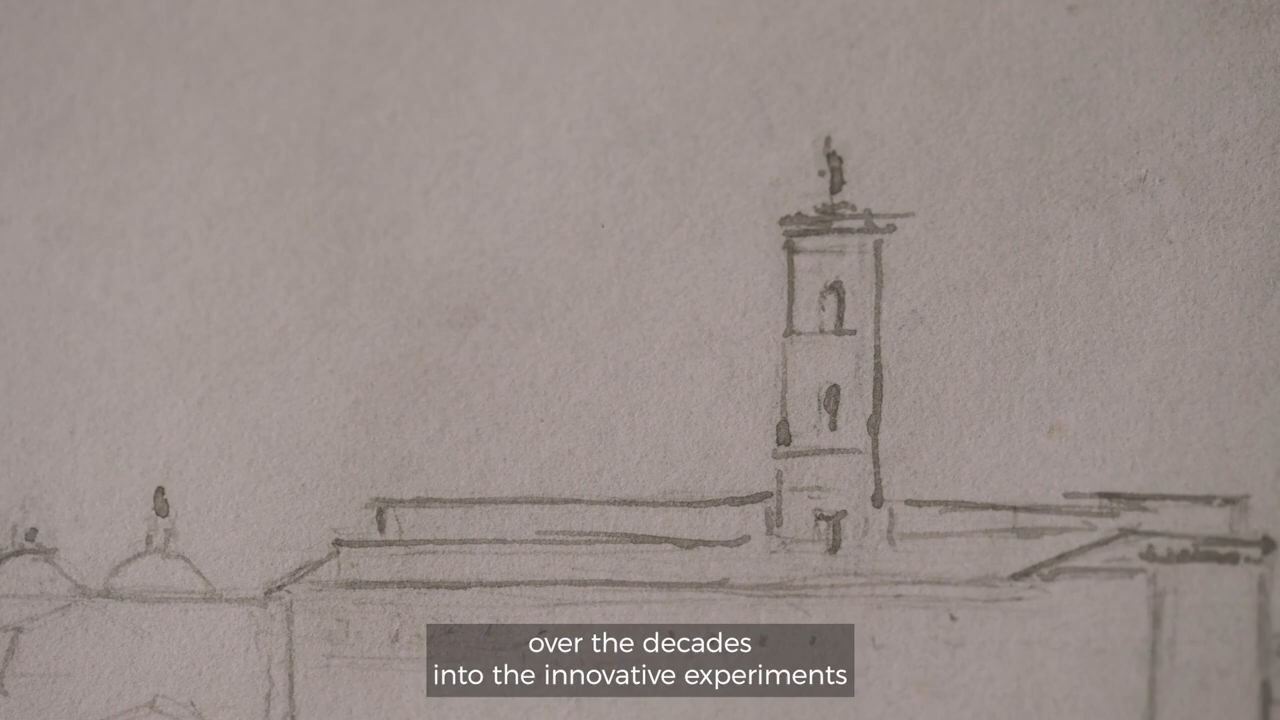 over the decades
into the innovative experiments